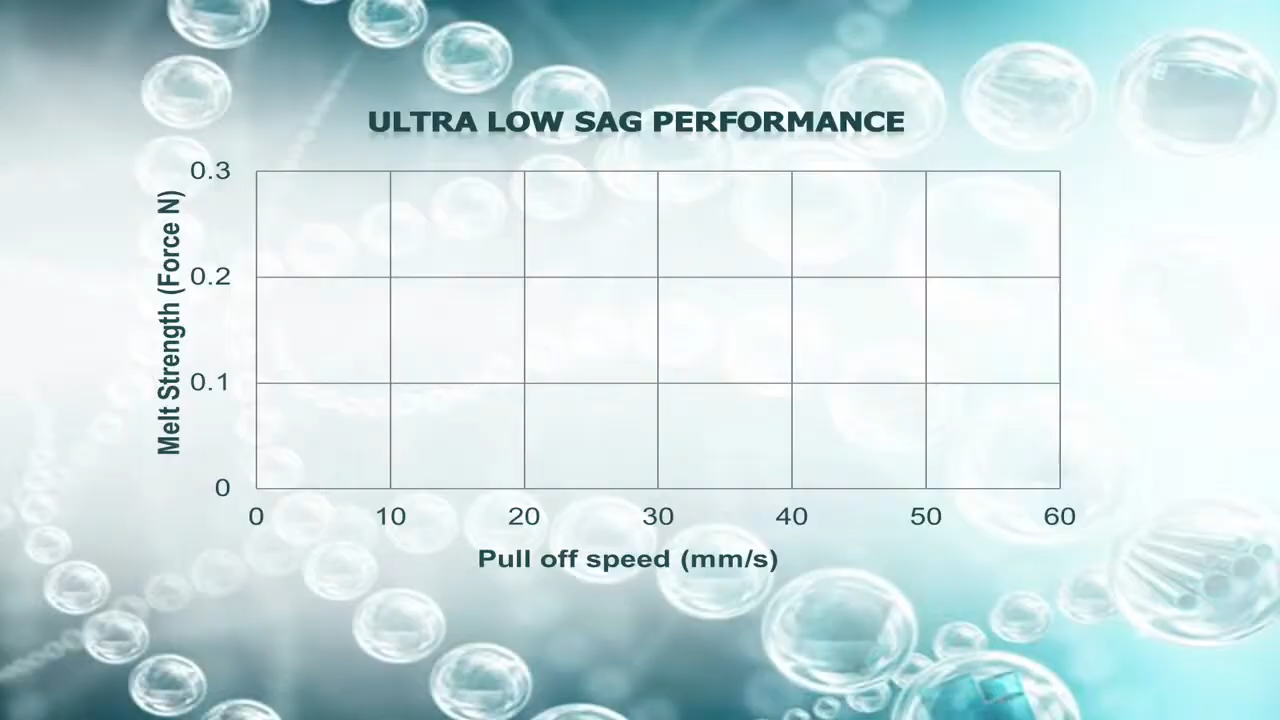 ULTRA LOW SAG PERFORMANCE
Melt Strength (Force N)
0.3
0.2
0.1
0
0 10 20 30 40 50 60
Pull off speed (mm/s)